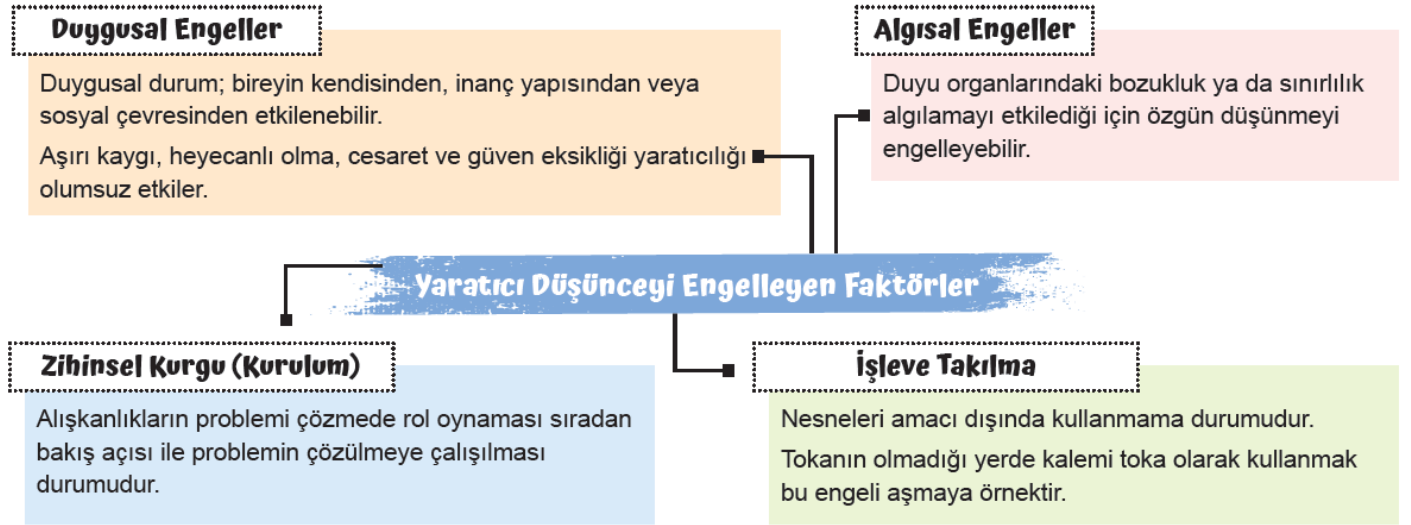 Duygusal Engeller
Duygusal durum; bireyin kendisinden, inanç yapısından veya
sosyal çevresinden etkilenebilir.
Aşırı kaygı, heyecanlı olma, cesaret ve güven eksikliği yaratıcılığı
olumsuz etkiler.
Algısal Engeller
Duyu organlarındaki bozukluk ya da sınırlılık
algılamayı etkilediği için özgün düşünmeyi
engelleyebilir.
Yaratıcı Düşünceyi Engelleyen Faktörler
Zihinsel Kurgu (Kurulum)
Alışkanlıkların problemi çözmede rol oynaması sıradan
bakış açısı ile problemin çözülmeye çalışılması
durumudur.
İşleve Takılma
Nesneleri amacı dışında kullanmama durumudur.
Tokanın olmadığı yerde kalemi toka olarak kullanmak
bu engeli aşmaya örnektir.